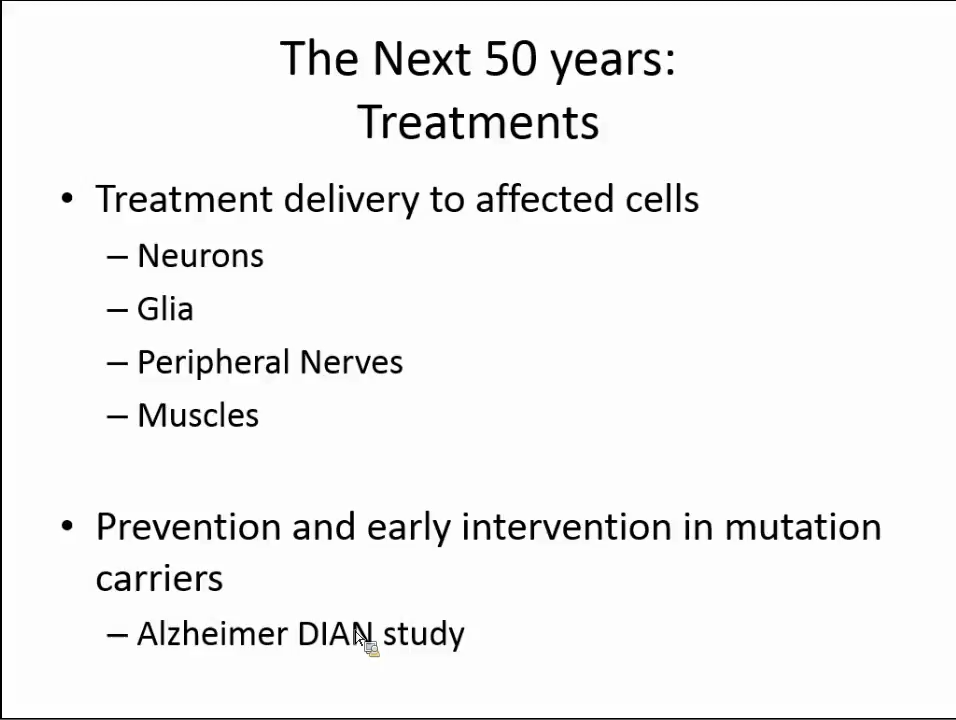 The Next 50 years:
Treatments
• Treatment delivery to affected cells
– Neurons
– Glia
– Peripheral Nerves
– Muscles
• Prevention and early intervention in mutation
carriers
– Alzheimer DIAN study